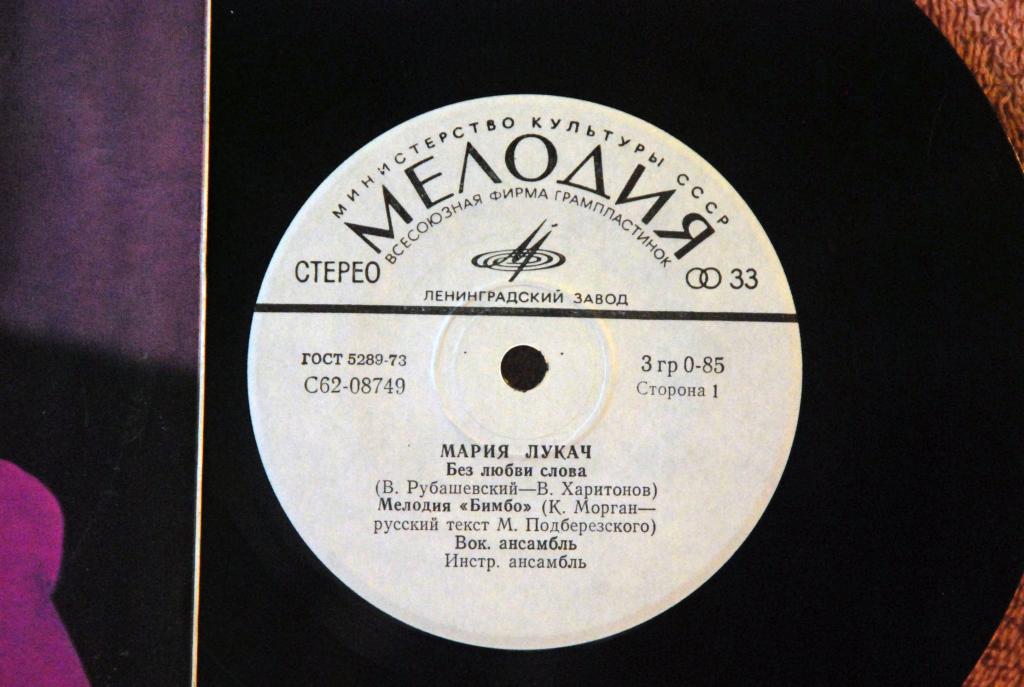 МИНИСТЕРСТВО КУЛЬТУРЫ СССР
МЕЛОДИЯ
ВСЕСОЮЗНАЯ ФИРМА ГРАМПЛАСТИНОК
СТЕРЕО
33
ЛЕНИНГРАДСКИЙ ЗАВОД
ГОСТ 5289-73
С62-08749
3 гр 0-85
Сторона 1
МАРИЯ ЛУКАЧ
Без любви слова
(В. Рубашевский—В. Харитонов)
Мелодия «Бимбо» (К. Морган—
русский текст М. Подберезского)
Вок. ансамбль
Инстр. ансамбль